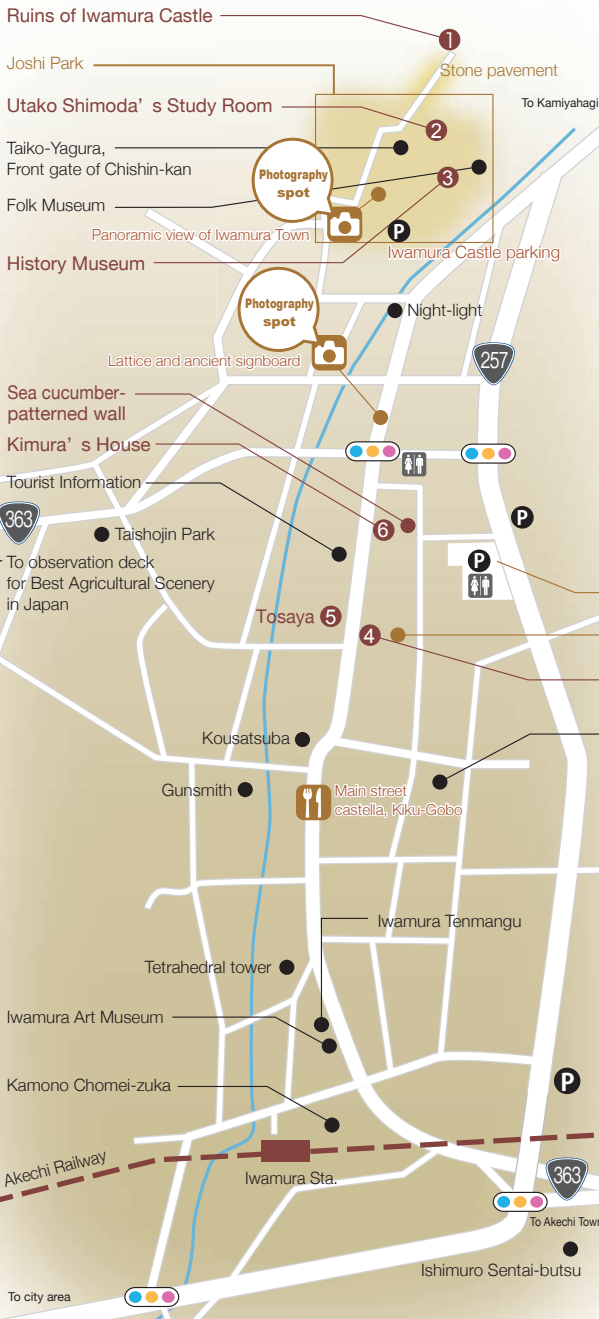 Ruins of Iwamura Castle
1
Joshi Park
Stone pavement
Utako Shimoda' s Study Room
To Kamiyahagi
2
Taiko-Yagura,
Front gate of Chishin-kan
Photography
spot
3
Folk Museum
Panoramic view of Iwamura Town
P
Iwamura Castle parking
History Museum
Photography
spot
Night-light
Lattice and ancient signboard
257
Sea cucumber-
patterned wall
Kimura' s House
Tourist Information
363
Taishojin Park
6
P
To observation deck
for Best Agricultural Scenery
in Japan
P
Tosaya 5
4
Kousatsuba
Gunsmith
Main street
castella, Kiku-Gobo
Iwamura Tenmangu
Tetrahedral tower
Iwamura Art Museum
Kamono Chomei-zuka
P
Akechi Railway
Iwamura Sta.
363
To Akechi Town
Ishimuro Sentai-butsu
To city area